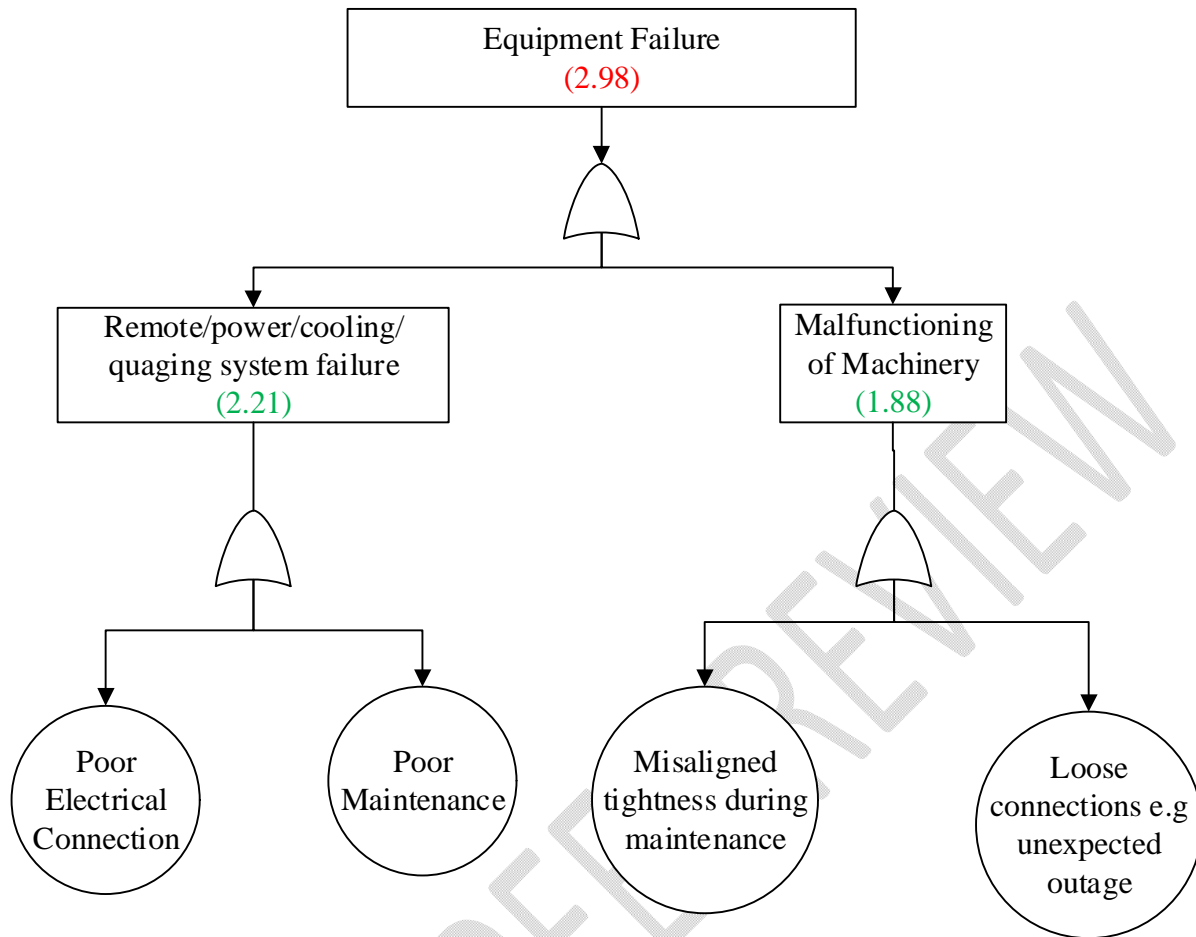 Equipment Failure
(2.98)
Remote/power/cooling/
quaging system failure
(2.21)
Malfunctioning
of Machinery
(1.88)
Poor
Electrical
Connection
Poor
Maintenance
Misaligned
tightness during
maintenance
Loose
connections e.g
unexpected
outage
REVIEW